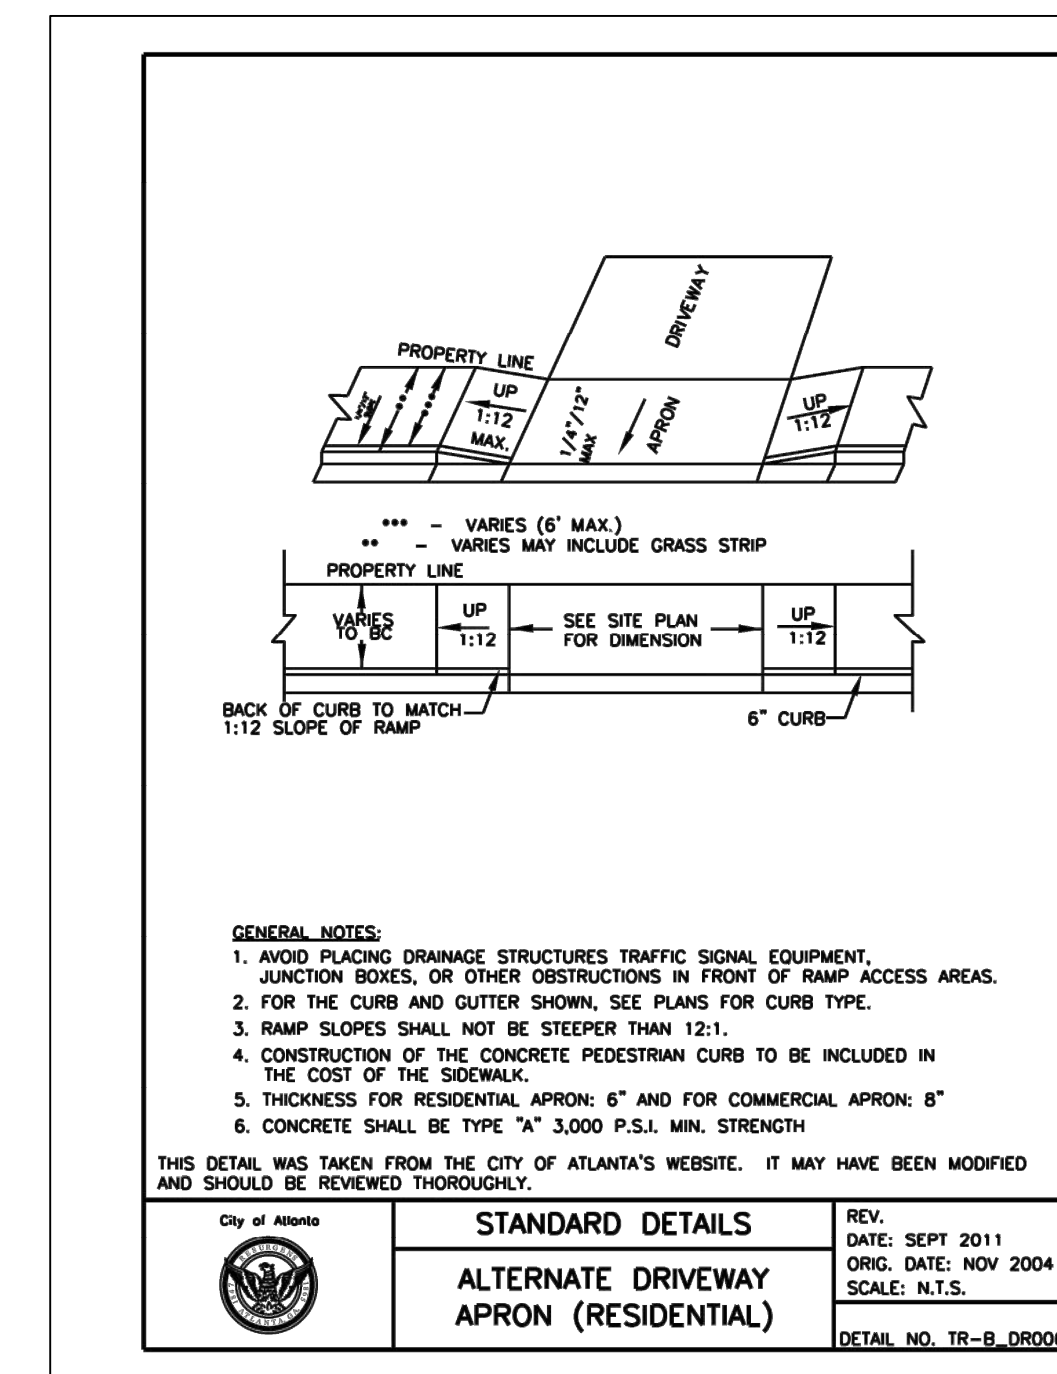 DRIVEWAY
PROPERTY LINE
UP
1:12
MAX.
1/4"/12"
MAX
APRON
UP
1:12
••
•••
••• – VARIES (6' MAX.)
•• – VARIES MAY INCLUDE GRASS STRIP
PROPERTY LINE
VARIES
TO BC
UP
1:12
SEE SITE PLAN
FOR DIMENSION
UP
1:12
BACK OF CURB TO MATCH
1:12 SLOPE OF RAMP
6" CURB
GENERAL NOTES:
1. AVOID PLACING DRAINAGE STRUCTURES TRAFFIC SIGNAL EQUIPMENT,
JUNCTION BOXES, OR OTHER OBSTRUCTIONS IN FRONT OF RAMP ACCESS AREAS.
2. FOR THE CURB AND GUTTER SHOWN, SEE PLANS FOR CURB TYPE.
3. RAMP SLOPES SHALL NOT BE STEEPER THAN 12:1.
4. CONSTRUCTION OF THE CONCRETE PEDESTRIAN CURB TO BE INCLUDED IN
THE COST OF THE SIDEWALK.
5. THICKNESS FOR RESIDENTIAL APRON: 6" AND FOR COMMERCIAL APRON: 8"
6. CONCRETE SHALL BE TYPE "A" 3,000 P.S.I. MIN. STRENGTH
THIS DETAIL WAS TAKEN FROM THE CITY OF ATLANTA'S WEBSITE. IT MAY HAVE BEEN MODIFIED
AND SHOULD BE REVIEWED THOROUGHLY.
City of Atlanta
RESURGENS
1847 ATLANTA, GA. 1865
STANDARD DETAILS
ALTERNATE DRIVEWAY
APRON (RESIDENTIAL)
REV.
DATE: SEPT 2011
ORIG. DATE: NOV 2004
SCALE: N.T.S.
DETAIL NO.